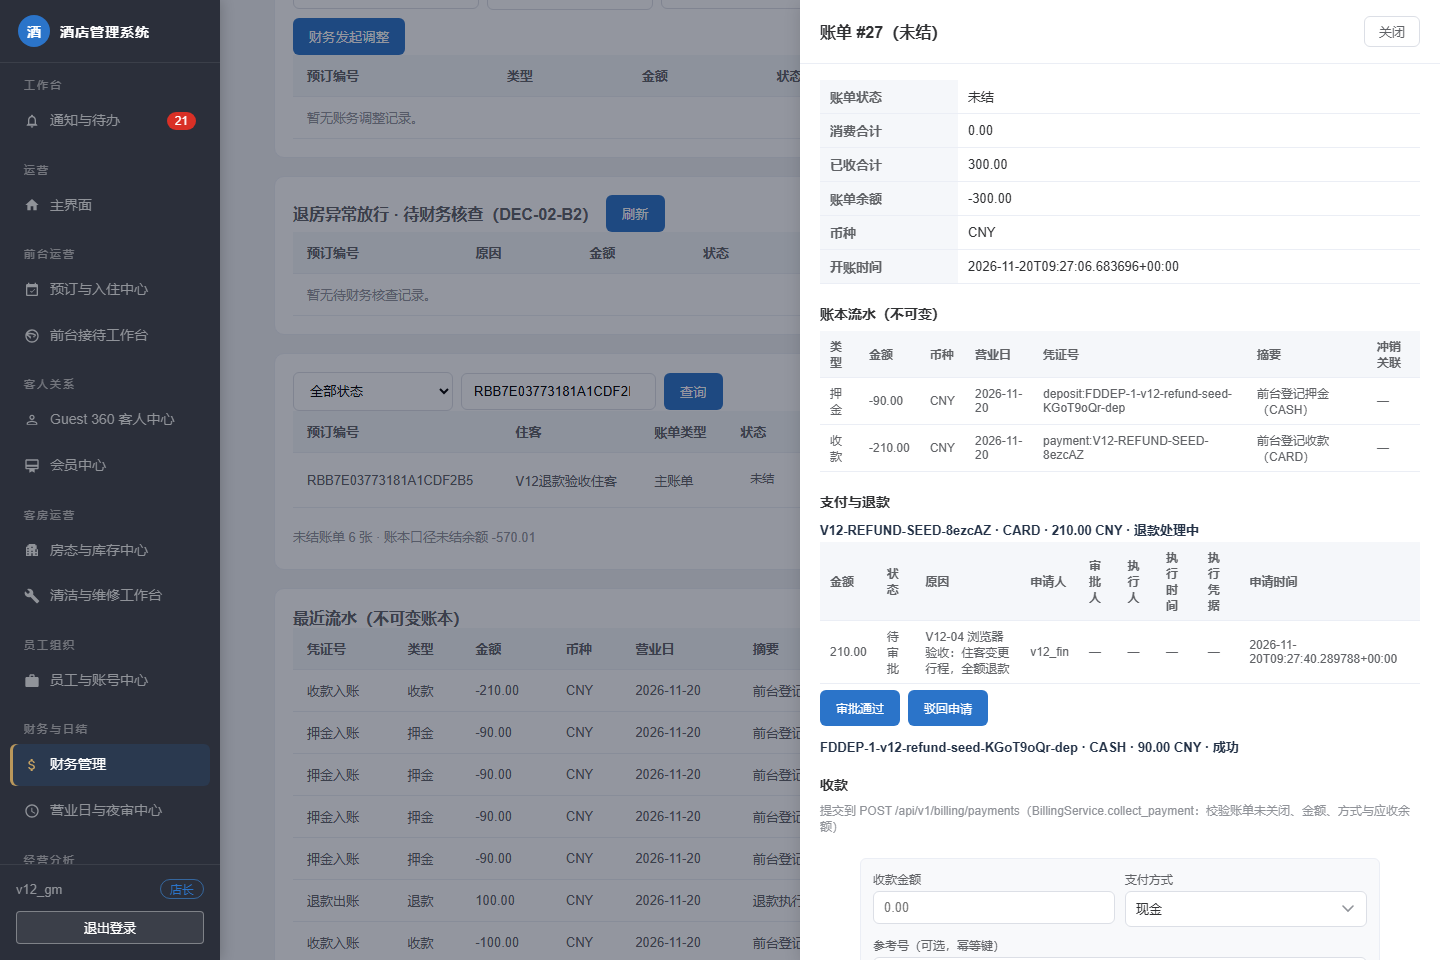 酒 酒店管理系统
工作台
通知与待办 21
运营
主界面
前台运营
预订与入住中心
前台接待工作台
客人关系
Guest 360 客人中心
会员中心
客房运营
房态与库存中心
清洁与维修工作台
员工组织
员工与账号中心
财务与日结
财务管理
营业日与夜审中心
经营分析
v12_gm 店长
退出登录
财务发起调整
预订编号 类型 金额 状态
暂无账务调整记录。
退房异常放行 · 待财务核查（DEC-02-B2） 刷新
预订编号 原因 金额 状态
暂无待财务核查记录。
全部状态 RBB7E03773181A1CDF2 查询
预订编号 住客 账单类型 状态
RBB7E03773181A1CDF2B5 V12退款验收住客 主账单 未结
未结账单 6 张 · 账本口径未结余额 -570.01
最近流水（不可变账本）
凭证号 类型 金额 币种 营业日 摘要
收款入账 收款 -210.00 CNY 2026-11-20 前台登记
押金入账 押金 -90.00 CNY 2026-11-20 前台登记
押金入账 押金 -90.00 CNY 2026-11-20 前台登记
押金入账 押金 -90.00 CNY 2026-11-20 前台登记
押金入账 押金 -90.00 CNY 2026-11-20 前台登记
退款出账 退款 100.00 CNY 2026-11-20 退款执行
收款入账 收款 -100.00 CNY 2026-11-20 前台登记
账单 #27（未结） 关闭
账单状态 未结
消费合计 0.00
已收合计 300.00
账单余额 -300.00
币种 CNY
开账时间 2026-11-20T09:27:06.683696+00:00
账本流水（不可变）
类型 金额 币种 营业日 凭证号 摘要 冲销关联
押金 -90.00 CNY 2026-11-20 deposit:FDDEP-1-v12-refund-seed-KGoT9oQr-dep 前台登记押金（CASH） —
收款 -210.00 CNY 2026-11-20 payment:V12-REFUND-SEED-8ezcAZ 前台登记收款（CARD） —
支付与退款
V12-REFUND-SEED-8ezcAZ · CARD · 210.00 CNY · 退款处理中
金额 状态 原因 申请人 审批人 执行人 执行时间 执行凭据 申请时间
210.00 待审批 V12-04 浏览器验收：住客变更行程，全额退款 v12_fin — — — — 2026-11-20T09:27:40.289788+00:00
审批通过 驳回申请
FDDEP-1-v12-refund-seed-KGoT9oQr-dep · CASH · 90.00 CNY · 成功
收款
提交到 POST /api/v1/billing/payments（BillingService.collect_payment：校验账单未关闭、金额、方式与应收余额）
收款金额 支付方式
0.00 现金
参考号（可选，幂等键）